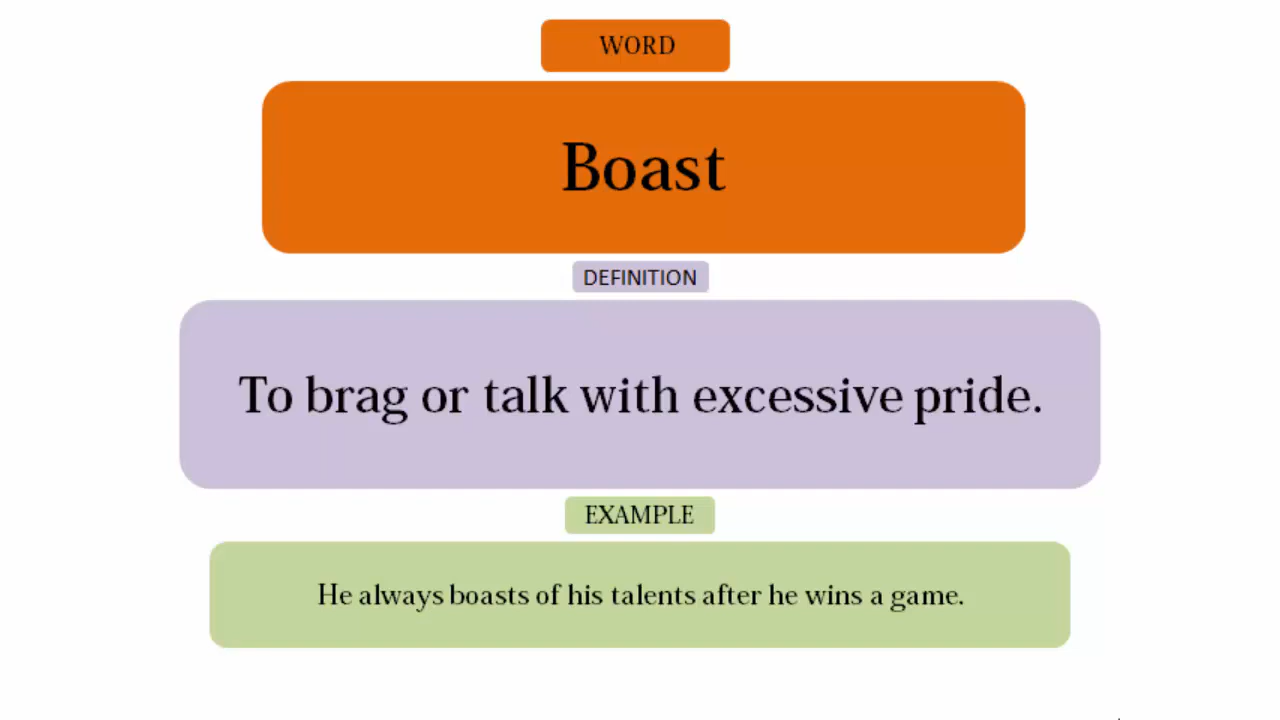 WORD
Boast
DEFINITION
To brag or talk with excessive pride.
EXAMPLE
He always boasts of his talents after he wins a game.